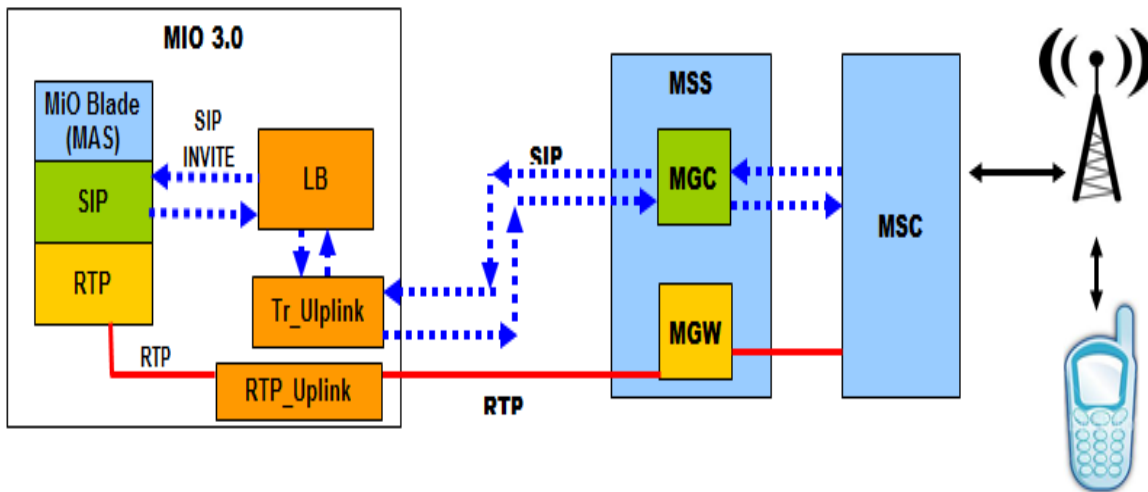 MIO 3.0
MiO Blade
(MAS)
SIP
RTP
SIP
INVITE
LB
Tr_Ulplink
RTP
RTP_Uplink
SIP
RTP
MSS
MGC
MGW
MSC